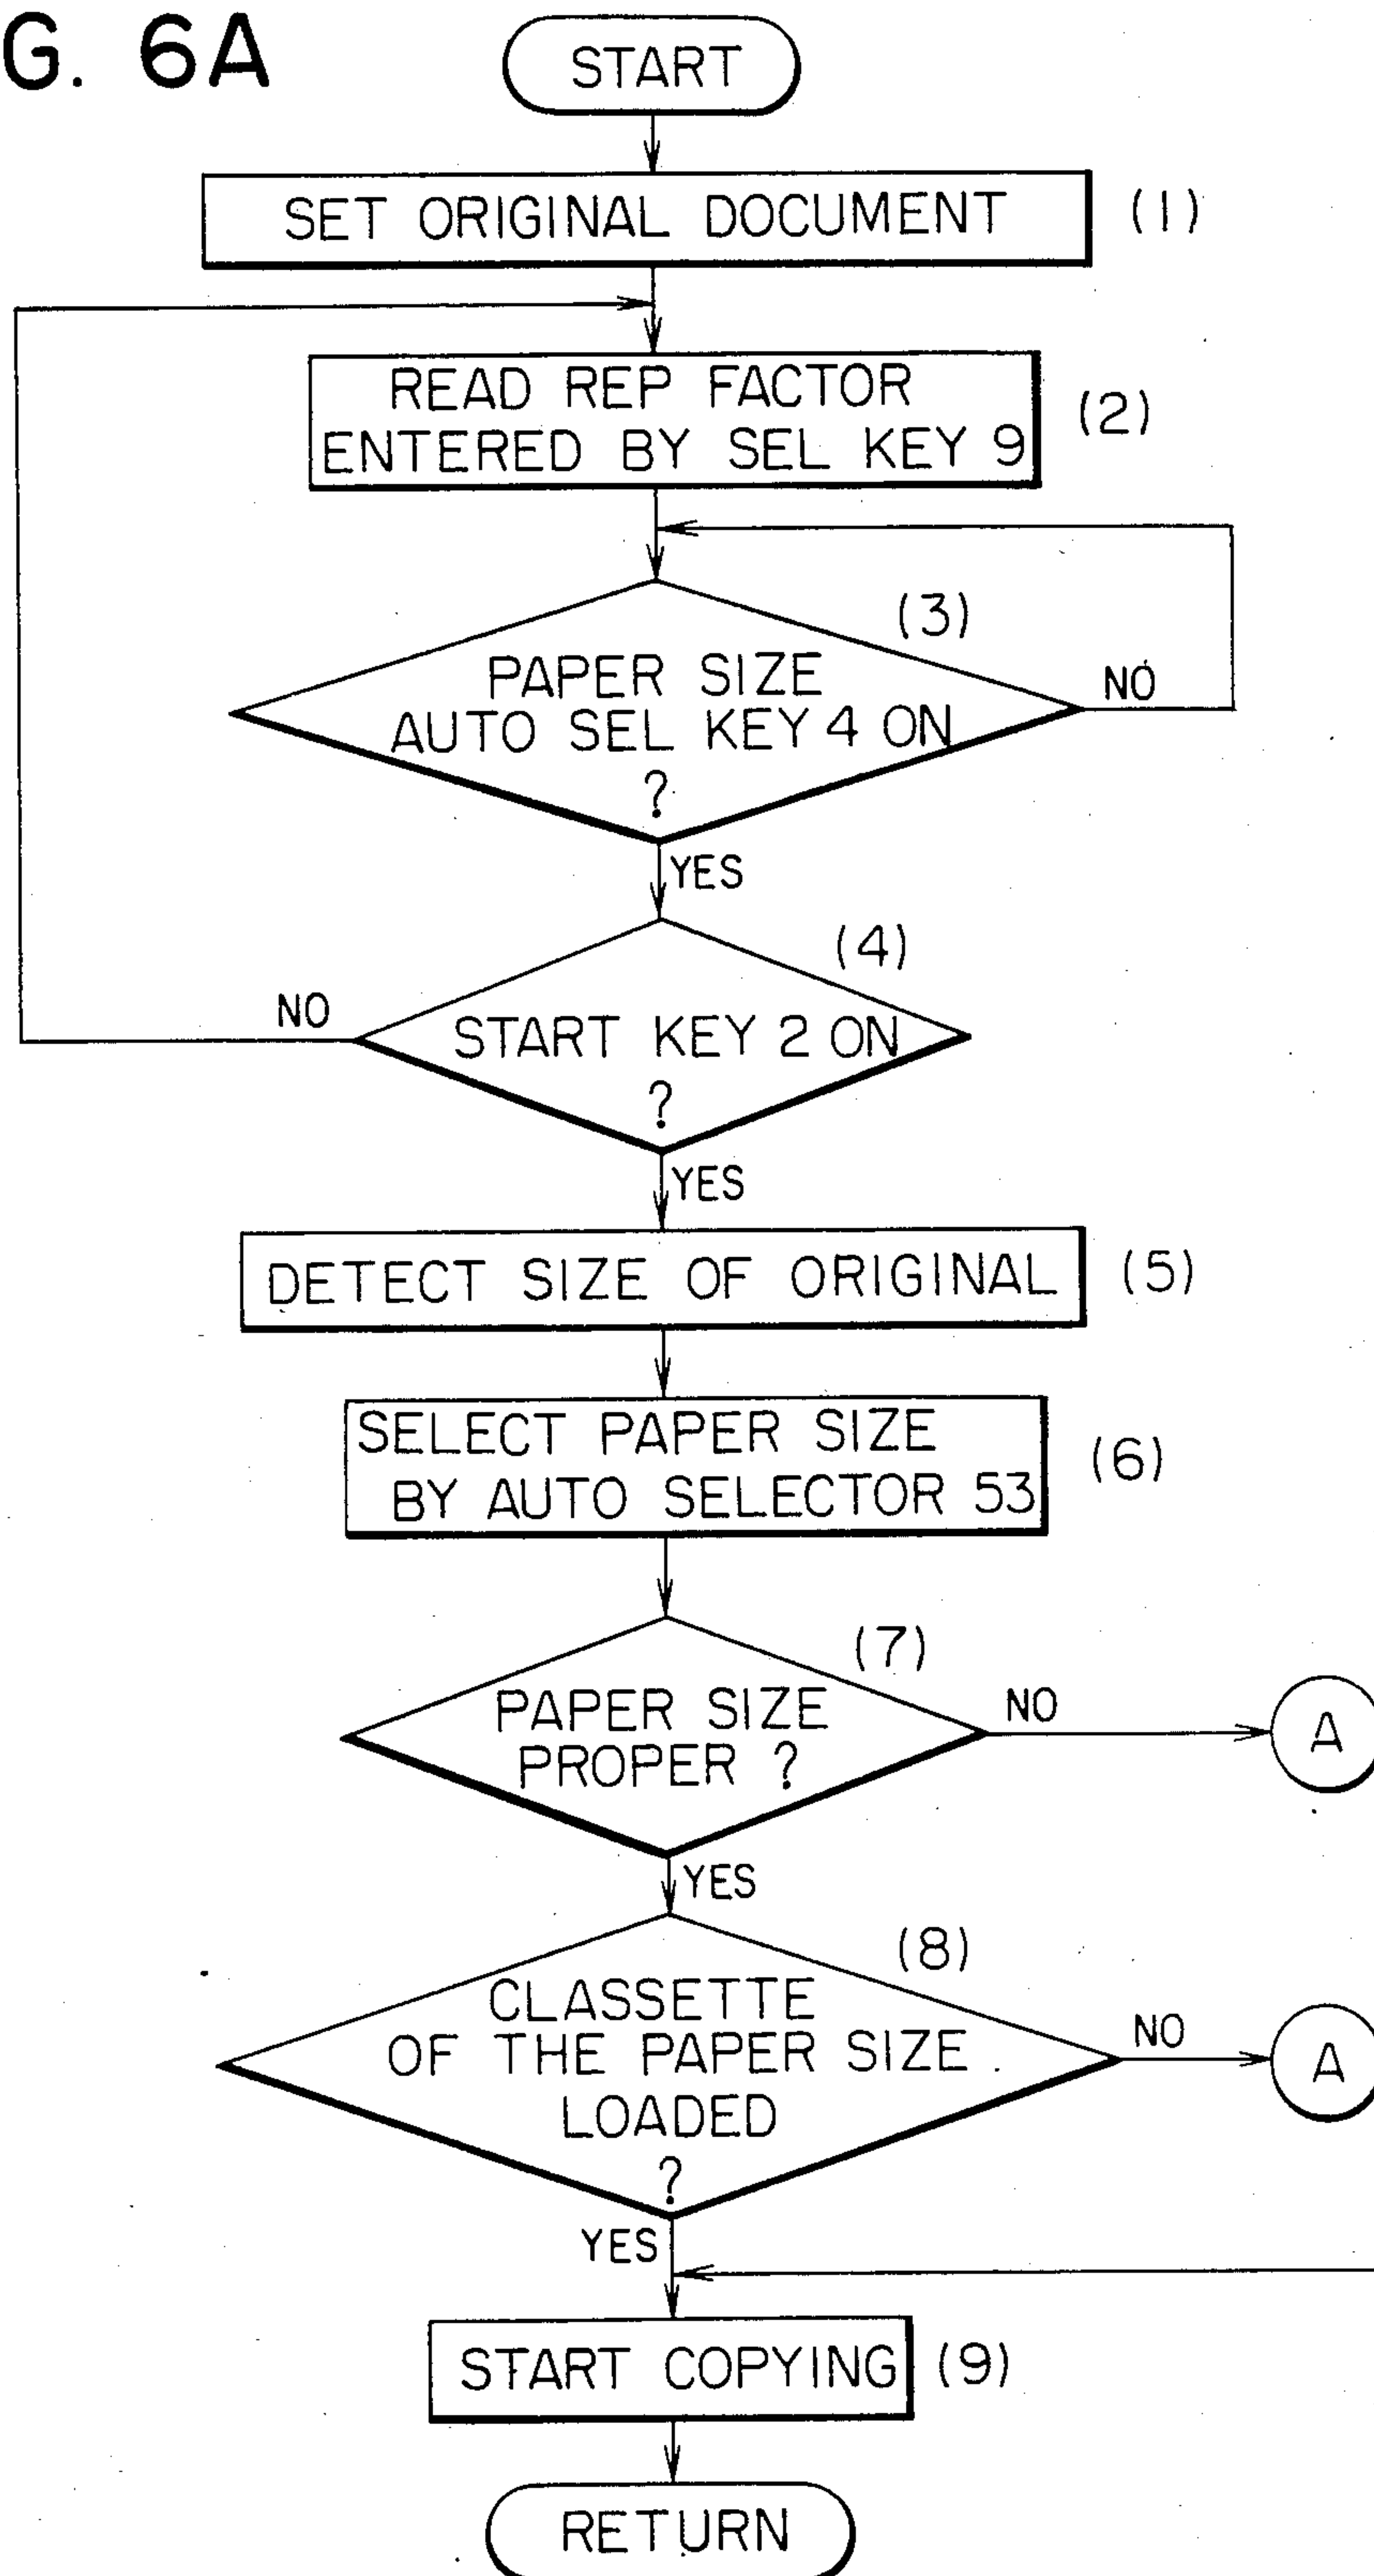 G. 6A
START
SET ORIGINAL DOCUMENT (1)
READ REP FACTOR
ENTERED BY SEL KEY 9
(2)
(3)
PAPER SIZE
AUTO SEL KEY 4 ON
?
NO
YES
(4)
NO
START KEY 2 ON
?
YES
DETECT SIZE OF ORIGINAL (5)
SELECT PAPER SIZE
BY AUTO SELECTOR 53
(6)
(7)
PAPER SIZE
PROPER ?
NO
A
YES
(8)
CLASSETTE
OF THE PAPER SIZE
LOADED
?
NO
A
YES
START COPYING (9)
RETURN